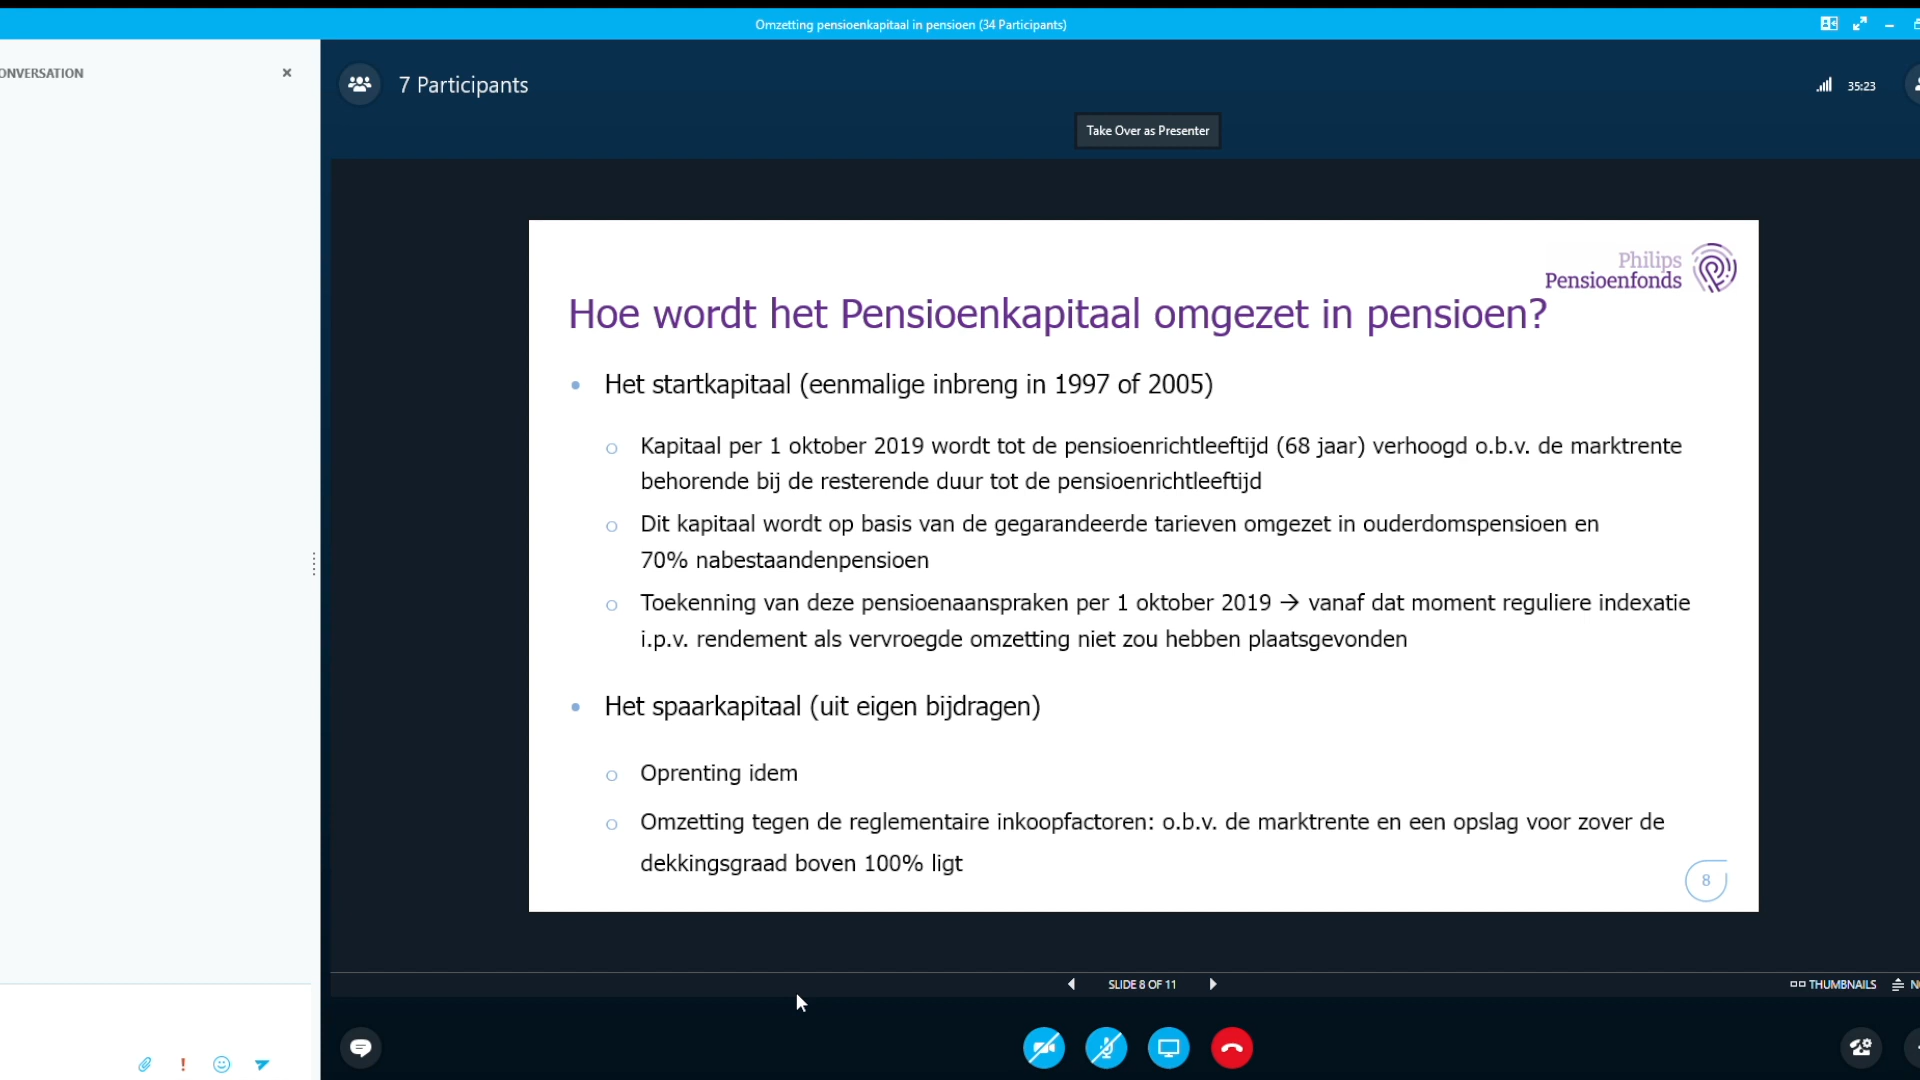 Omzetting pensioenkapitaal in pensioen (34 Participants)
ONVERSATION
7 Participants
35:23
Take Over as Presenter
Philips
Pensioenfonds
Hoe wordt het Pensioenkapitaal omgezet in pensioen?
• Het startkapitaal (eenmalige inbreng in 1997 of 2005)
o Kapitaal per 1 oktober 2019 wordt tot de pensioenrichtleeftijd (68 jaar) verhoogd o.b.v. de marktrente
behorende bij de resterende duur tot de pensioenrichtleeftijd
o Dit kapitaal wordt op basis van de gegarandeerde tarieven omgezet in ouderdomspensioen en
70% nabestaandenpensioen
o Toekenning van deze pensioenaanspraken per 1 oktober 2019 → vanaf dat moment reguliere indexatie
i.p.v. rendement als vervroegde omzetting niet zou hebben plaatsgevonden
• Het spaarkapitaal (uit eigen bijdragen)
o Oprenting idem
o Omzetting tegen de reglementaire inkoopfactoren: o.b.v. de marktrente en een opslag voor zover de
dekkingsgraad boven 100% ligt
8
SLIDE 8 OF 11
THUMBNAILS